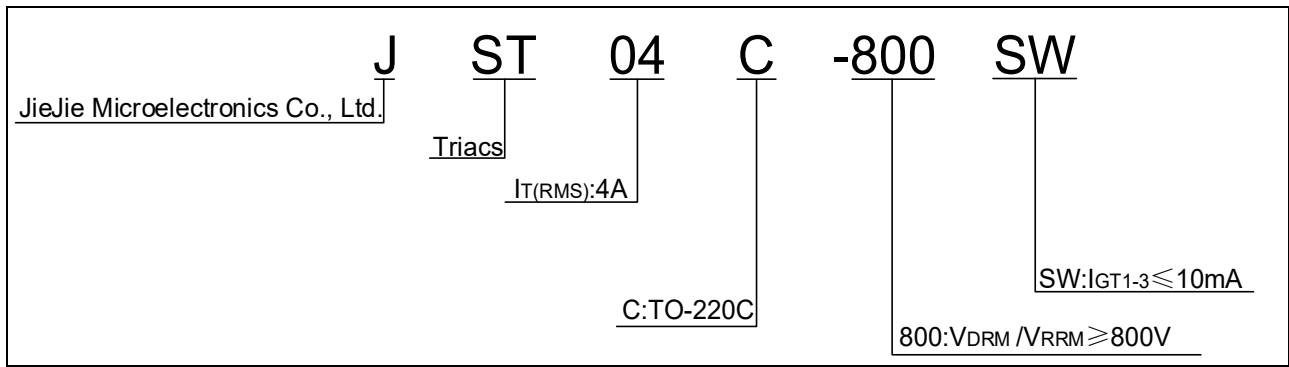 J ST 04 C -800 SW
JieJie Microelectronics Co., Ltd.
Triacs
IT(RMS):4A
SW:IGT1-3≤10mA
C:TO-220C
800:VDRM /VRRM≥800V